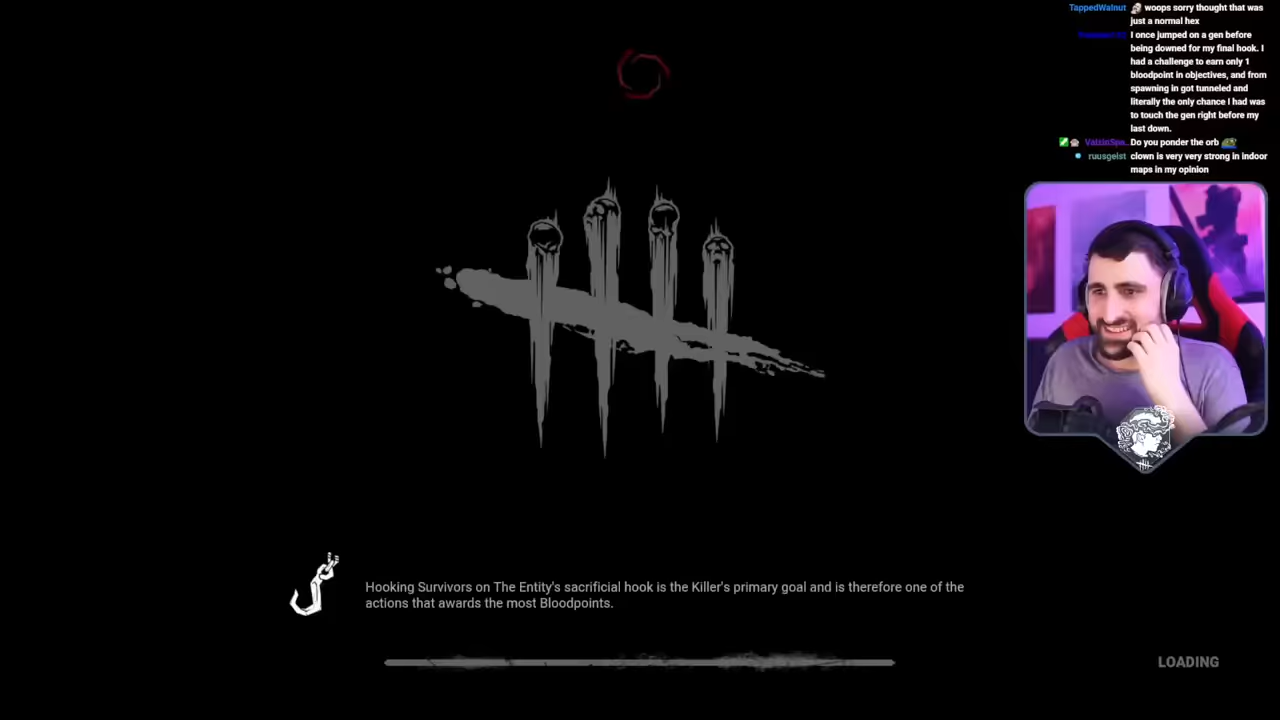 TappedWalnut woops sorry thought that was
just a normal hex
I once jumped on a gen before
being downed for my final hook. I
had a challenge to earn only 1
bloodpoint in objectives, and from
spawning in got tunneled and
literally the only chance I had was
to touch the gen right before my
last down.
Do you ponder the orb
ruusgeist clown is very very strong in indoor
maps in my opinion
Hooking Survivors on The Entity's sacrificial hook is the Killer's primary goal and is therefore one of the
actions that awards the most Bloodpoints.
LOADING